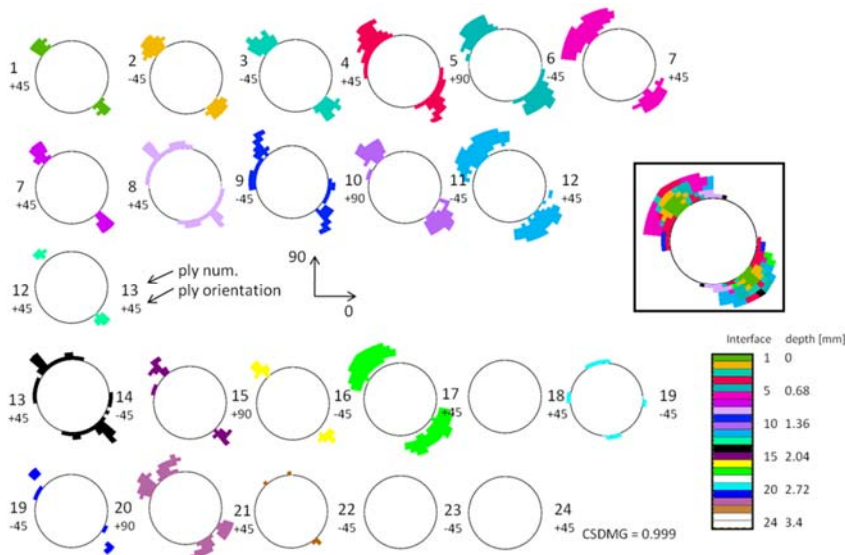 1 2 3 4 5 6 7
+45 -45 -45 +45 +90 -45 +45
7 8 9 10 11 12
+45 +45 -45 +90 -45 +45
12 13 ply num.
+45 +45 ply orientation
90
0
Interface depth [mm]
1 0
5 0.68
10 1.36
15 2.04
20 2.72
24 3.4
13 14 15 16 17 18 19
+45 -45 +90 -45 +45 +45 -45
19 20 21 22 23 24
-45 +90 +45 -45 -45 +45
CSDMG = 0.999